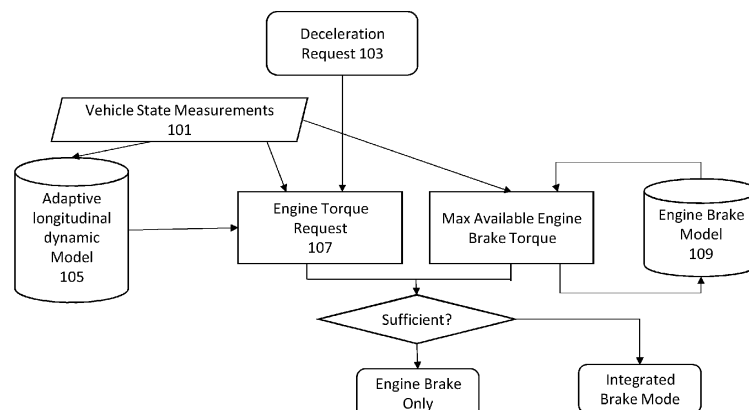 Deceleration
Request 103
Vehicle State Measurements
101
Adaptive
longitudinal
dynamic
Model
105
Engine Torque
Request
107
Max Available Engine
Brake Torque
Engine Brake
Model
109
Sufficient?
Engine Brake
Only
Integrated
Brake Mode